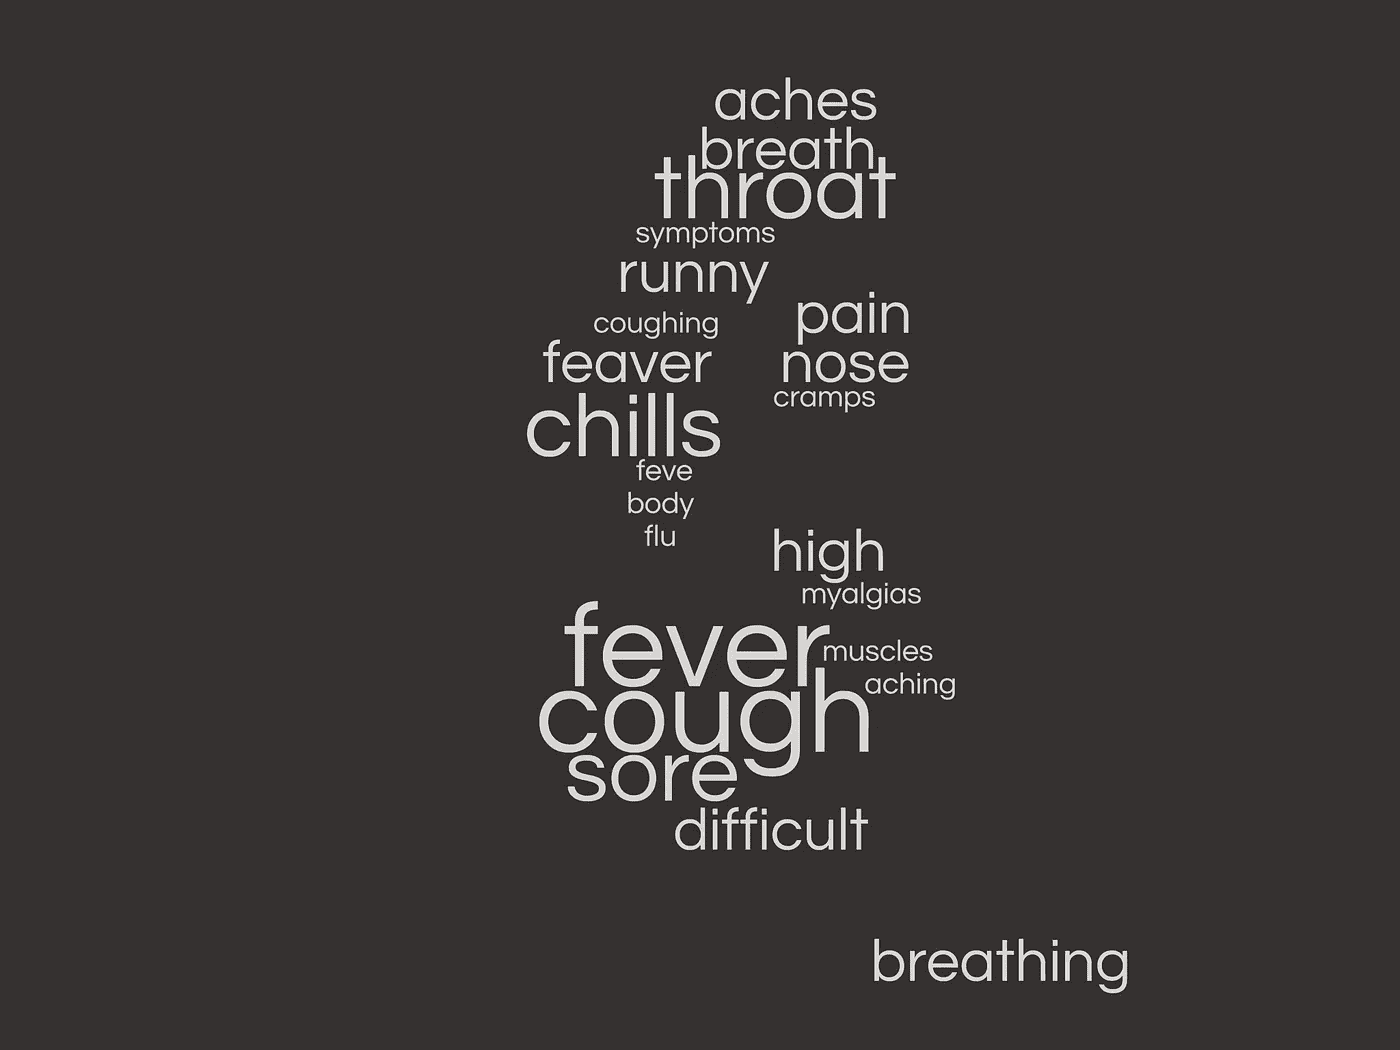 aches
breath
throat
symptoms
runny
pain
coughing
feaver
nose
cramps
chills
feve
body
flu
high
myalgias
fever
muscles
aching
cough
sore
difficult
breathing